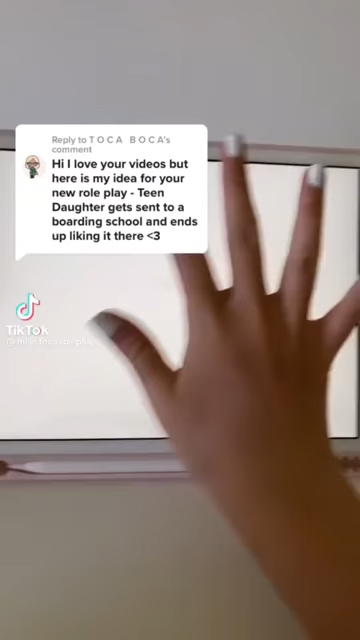 Reply to T O C A B O C A's
comment
Hi I love your videos but
here is my idea for your
new role play - Teen
Daughter gets sent to a
boarding school and ends
up liking it there <3
TikTok